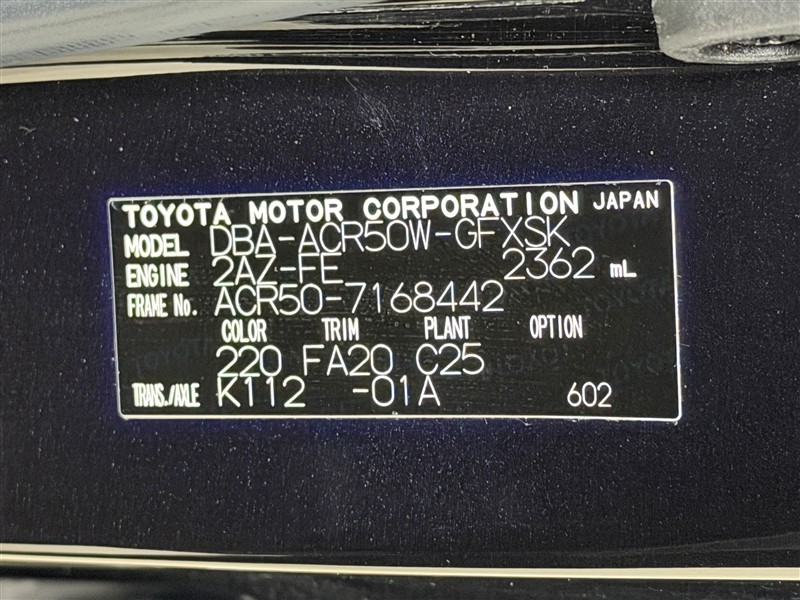 TOYOTA MOTOR CORPORATION JAPAN
MODEL DBA-ACR50W-GFXSK
ENGINE 2AZ-FE 2362 mL
FRAME No. ACR50-7168442
COLOR TRIM PLANT OPTION
220 FA20 C25
TRANS./AXLE K112 -01A 602